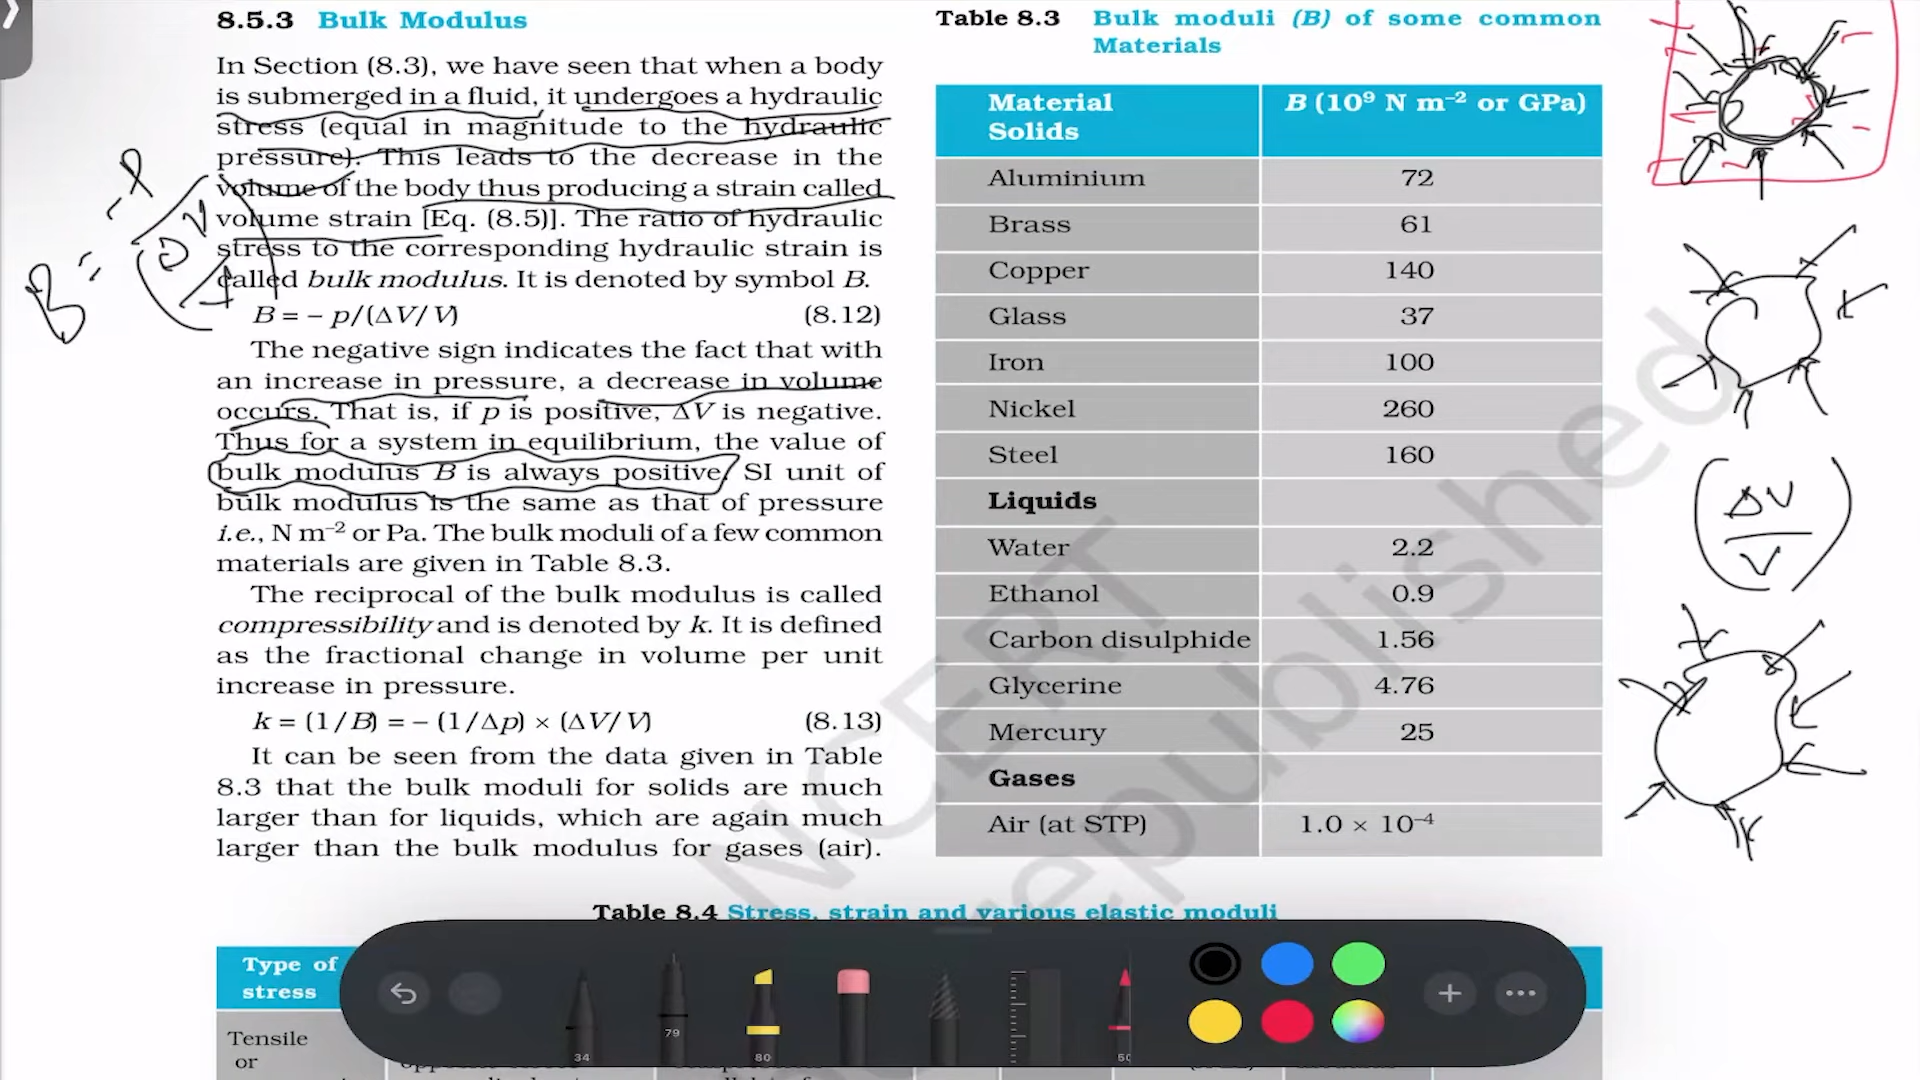 8.5.3 Bulk Modulus
In Section (8.3), we have seen that when a body
is submerged in a fluid, it undergoes a hydraulic
stress (equal in magnitude to the hydraulic
pressure). This leads to the decrease in the
volume of the body thus producing a strain called
volume strain [Eq. (8.5)]. The ratio of hydraulic
stress to the corresponding hydraulic strain is
called bulk modulus. It is denoted by symbol B.
B = – p/(ΔV/V) (8.12)
The negative sign indicates the fact that with
an increase in pressure, a decrease in volume
occurs. That is, if p is positive, ΔV is negative.
Thus for a system in equilibrium, the value of
bulk modulus B is always positive. SI unit of
bulk modulus is the same as that of pressure
i.e., N m–2 or Pa. The bulk moduli of a few common
materials are given in Table 8.3.
The reciprocal of the bulk modulus is called
compressibility and is denoted by k. It is defined
as the fractional change in volume per unit
increase in pressure.
k = (1/B) = – (1/Δp) × (ΔV/V) (8.13)
It can be seen from the data given in Table
8.3 that the bulk moduli for solids are much
larger than for liquids, which are again much
larger than the bulk modulus for gases (air).
B = -P
ΔV
V
Table 8.3 Bulk moduli (B) of some common
Materials
Material B (10⁹ N m–2 or GPa)
Solids
Aluminium 72
Brass 61
Copper 140
Glass 37
Iron 100
Nickel 260
Steel 160
Liquids
Water 2.2
Ethanol 0.9
Carbon disulphide 1.56
Glycerine 4.76
Mercury 25
Gases
Air (at STP) 1.0 × 10–4
ΔV
V
NCERT
republished
Table 8.4 Stress, strain and various elastic moduli
Type of
stress
Tensile
or
34
79
80
50